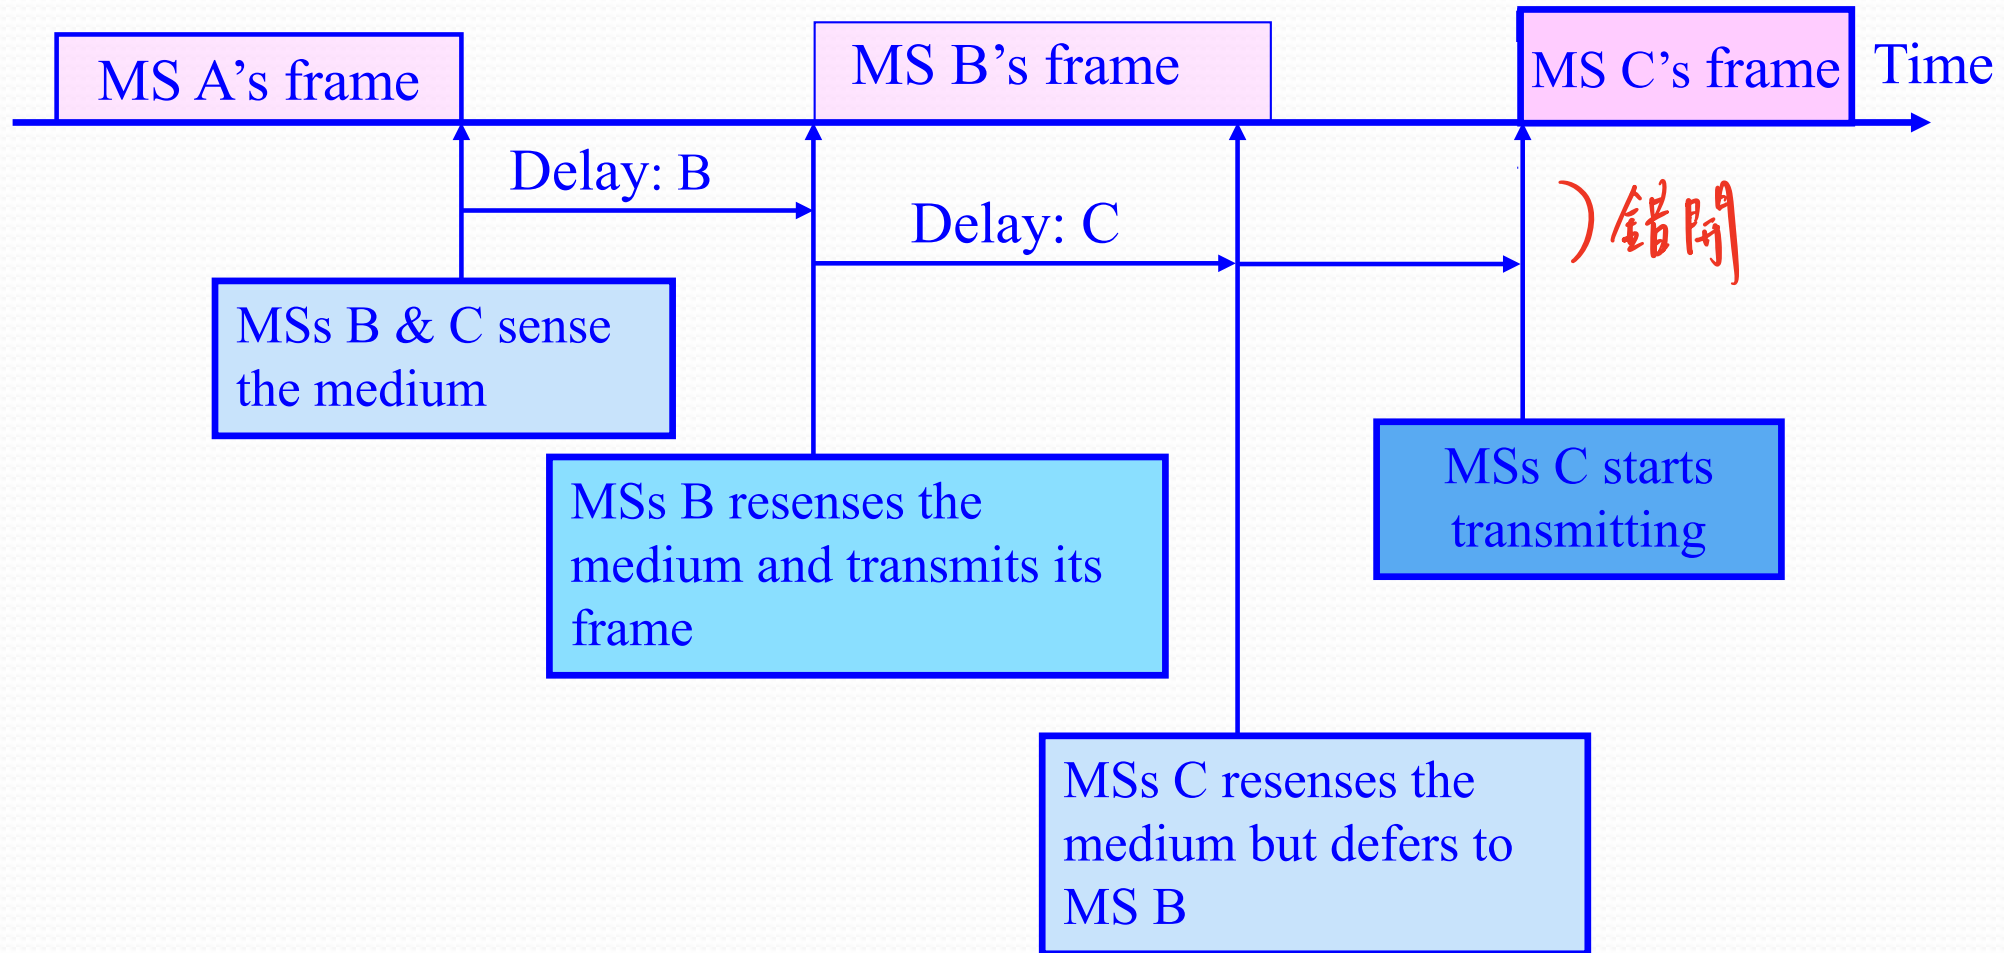 MS A’s frame
MS B’s frame
MS C’s frame
Time
Delay: B
Delay: C
錯開
MSs B & C sense
the medium
MSs B resenses the
medium and transmits its
frame
MSs C starts
transmitting
MSs C resenses the
medium but defers to
MS B